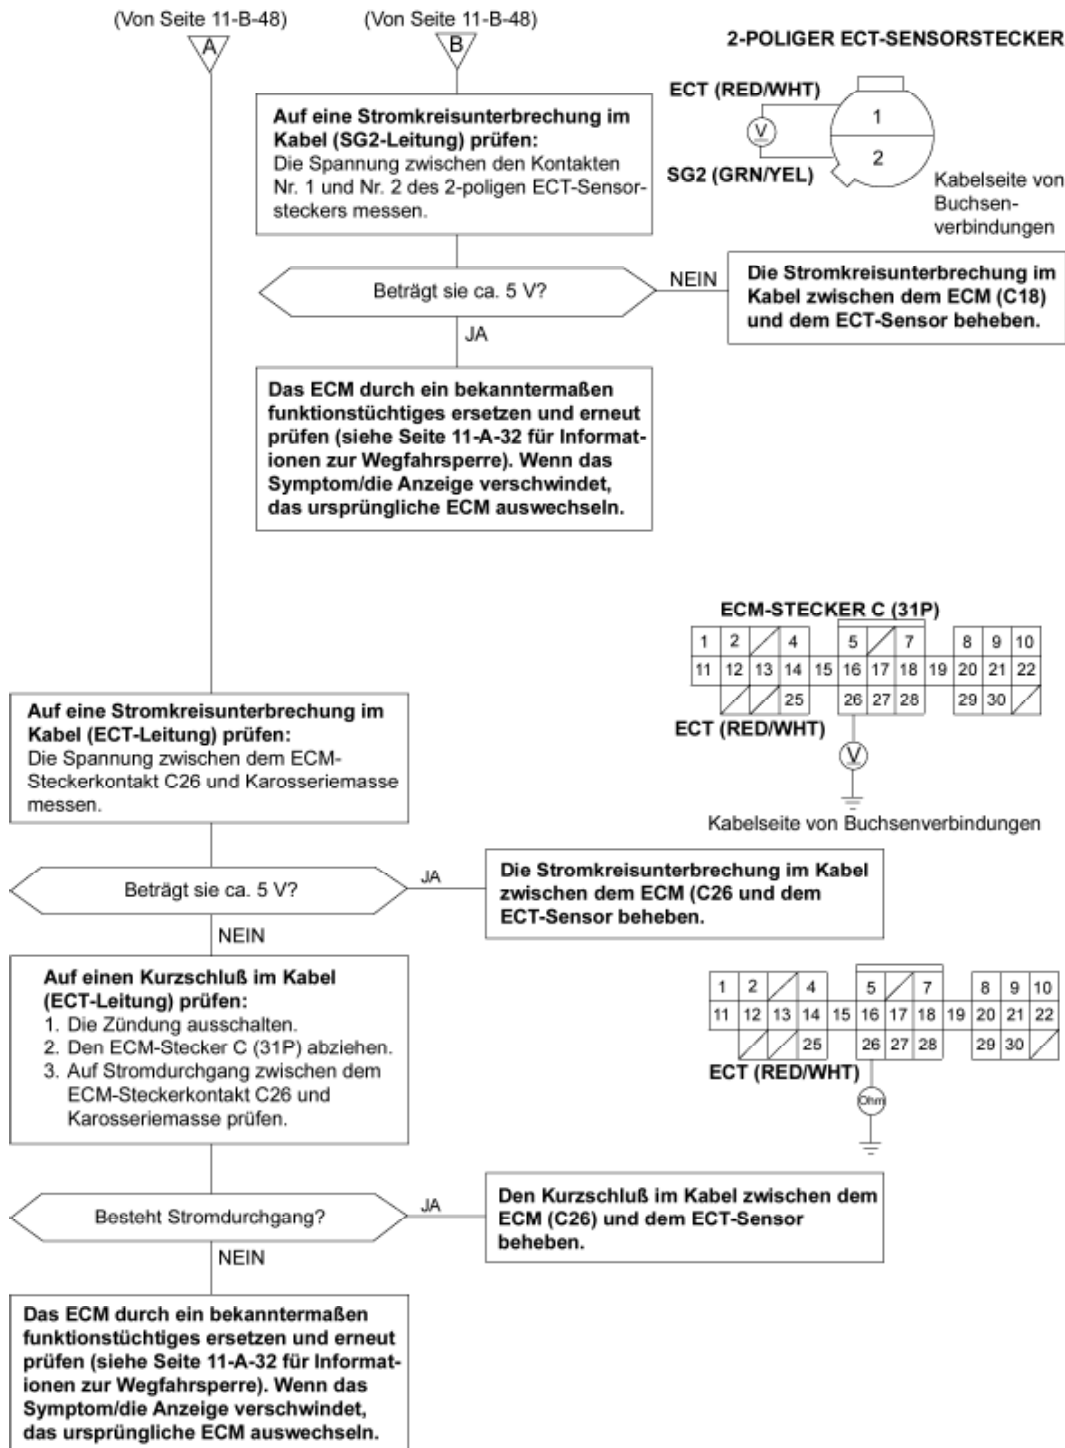 (Von Seite 11-B-48)
A
(Von Seite 11-B-48)
B
2-POLIGER ECT-SENSORSTECKER
ECT (RED/WHT)
V
1
2
SG2 (GRN/YEL)
Kabelseite von
Buchsen-
verbindungen
Auf eine Stromkreisunterbrechung im
Kabel (SG2-Leitung) prüfen:
Die Spannung zwischen den Kontakten
Nr. 1 und Nr. 2 des 2-poligen ECT-Sensor-
steckers messen.
Beträgt sie ca. 5 V?
NEIN
Die Stromkreisunterbrechung im
Kabel zwischen dem ECM (C18)
und dem ECT-Sensor beheben.
JA
Das ECM durch ein bekanntermaßen
funktionstüchtiges ersetzen und erneut
prüfen (siehe Seite 11-A-32 für Informat-
ionen zur Wegfahrsperre). Wenn das
Symptom/die Anzeige verschwindet,
das ursprüngliche ECM auswechseln.
ECM-STECKER C (31P)
1 2 4 5 7 8 9 10
11 12 13 14 15 16 17 18 19 20 21 22
25 26 27 28 29 30
ECT (RED/WHT)
V
Kabelseite von Buchsenverbindungen
Auf eine Stromkreisunterbrechung im
Kabel (ECT-Leitung) prüfen:
Die Spannung zwischen dem ECM-
Steckerkontakt C26 und Karosseriemasse
messen.
Beträgt sie ca. 5 V?
JA
Die Stromkreisunterbrechung im Kabel
zwischen dem ECM (C26 und dem
ECT-Sensor beheben.
NEIN
Auf einen Kurzschluß im Kabel
(ECT-Leitung) prüfen:
1. Die Zündung ausschalten.
2. Den ECM-Stecker C (31P) abziehen.
3. Auf Stromdurchgang zwischen dem
ECM-Steckerkontakt C26 und
Karosseriemasse prüfen.
1 2 4 5 7 8 9 10
11 12 13 14 15 16 17 18 19 20 21 22
25 26 27 28 29 30
ECT (RED/WHT)
Ohm
Besteht Stromdurchgang?
JA
Den Kurzschluß im Kabel zwischen dem
ECM (C26) und dem ECT-Sensor
beheben.
NEIN
Das ECM durch ein bekanntermaßen
funktionstüchtiges ersetzen und erneut
prüfen (siehe Seite 11-A-32 für Informat-
ionen zur Wegfahrsperre). Wenn das
Symptom/die Anzeige verschwindet,
das ursprüngliche ECM auswechseln.